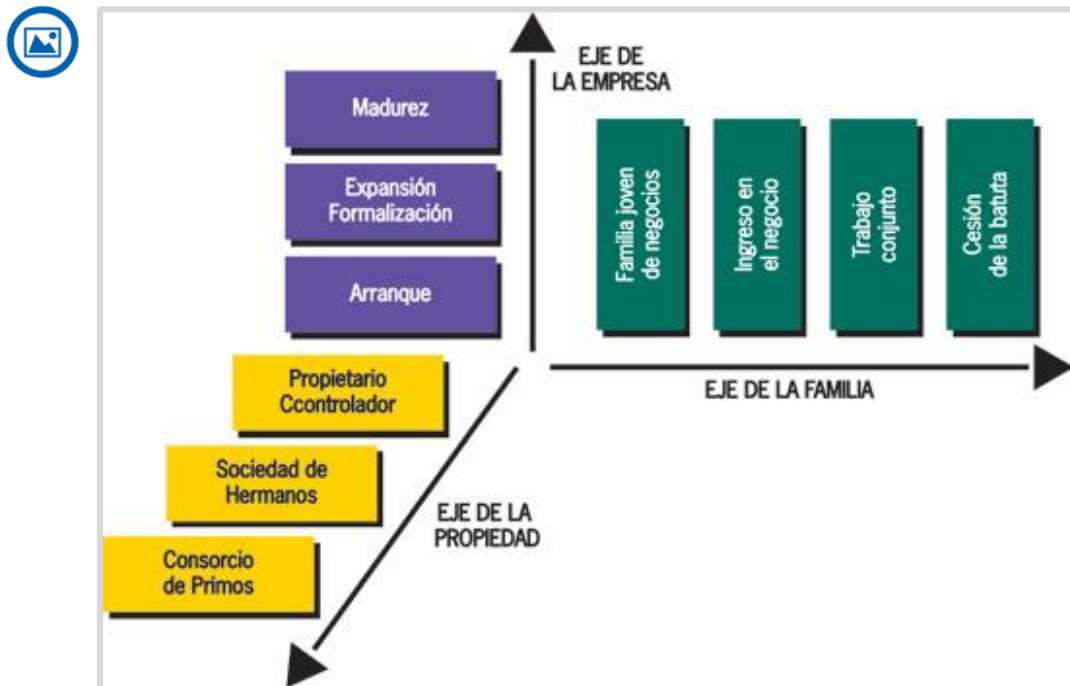 EJE DE
LA EMPRESA
Madurez
Expansión
Formalización
Arranque
Familia joven
de negocios
Ingreso en
el negocio
Trabajo
conjunto
Cesión
de la batuta
EJE DE LA FAMILIA
Propietario
Ccontrolador
Sociedad de
Hermanos
Consorcio
de Primos
EJE DE LA
PROPIEDAD